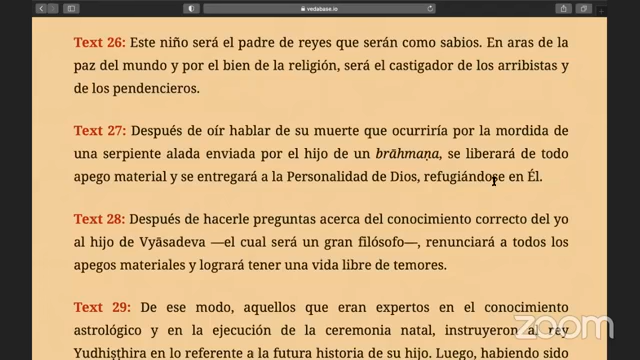 vedabase.io
Text 26: Este niño será el padre de reyes que serán como sabios. En aras de la
paz del mundo y por el bien de la religión, será el castigador de los arribistas y
de los pendencieros.
Text 27: Después de oír hablar de su muerte que ocurriría por la mordida de
una serpiente alada enviada por el hijo de un brāhmaṇa, se liberará de todo
apego material y se entregará a la Personalidad de Dios, refugiándose en Él.
Text 28: Después de hacerle preguntas acerca del conocimiento correcto del yo
al hijo de Vyāsadeva —el cual será un gran filósofo—, renunciará a todos los
apegos materiales y logrará tener una vida libre de temores.
Text 29: De ese modo, aquellos que eran expertos en el conocimiento
astrológico y en la ejecución de la ceremonia natal, instruyeron al rey
Yudhiṣṭhira en lo referente a la futura historia de su hijo. Luego, habiendo sido
zoom